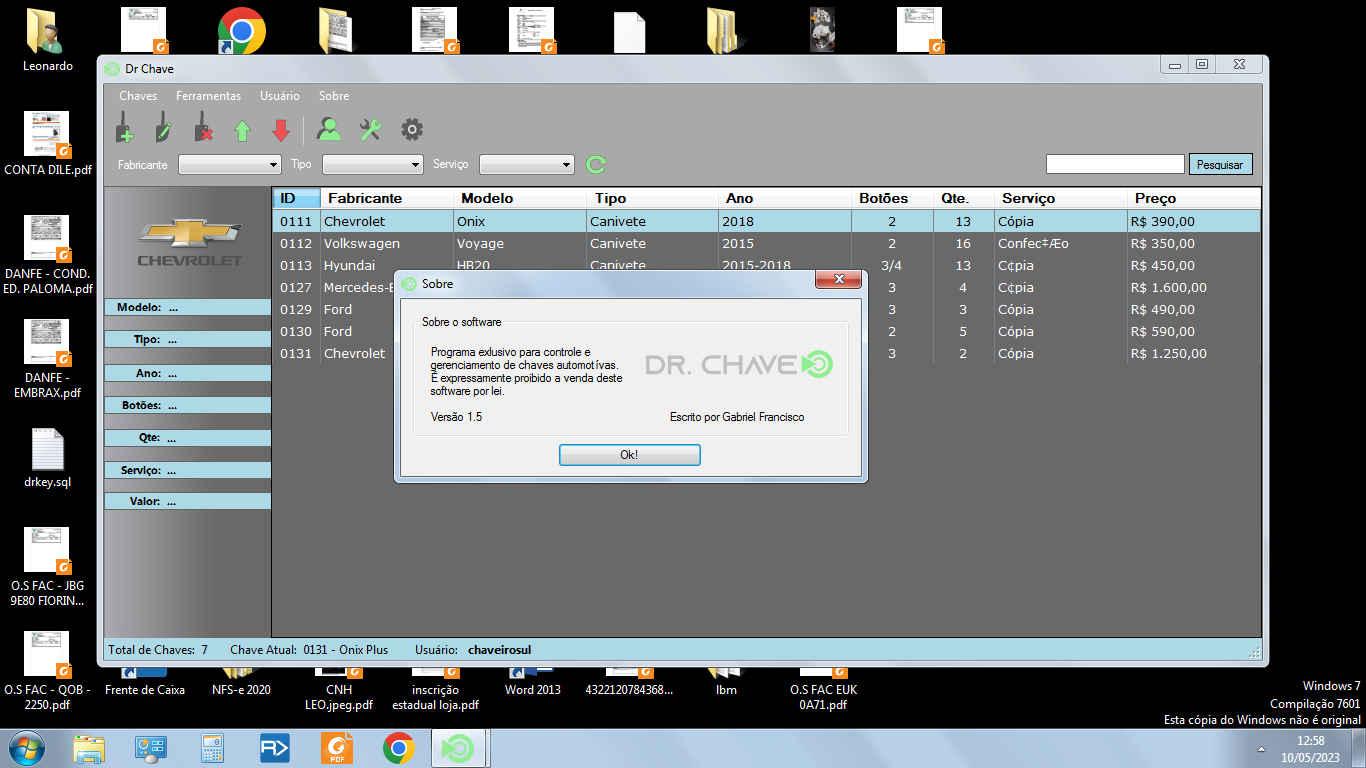 Leonardo
CONTA DILE.pdf
DANFE - COND.
ED. PALOMA.pdf
DANFE -
EMBRAX.pdf
drkey.sql
O.S FAC - JBG
9E80 FIORIN...
O.S FAC - QOB -
2250.pdf
Dr Chave
Chaves Ferramentas Usuário Sobre
Fabricante Tipo Serviço Pesquisar
CHEVROLET
Modelo: ...
Tipo: ...
Ano: ...
Botões: ...
Qte: ...
Serviço: ...
Valor: ...
ID Fabricante Modelo Tipo Ano Botões Qte. Serviço Preço
0111 Chevrolet Onix Canivete 2018 2 13 Cópia R$ 390,00
0112 Volkswagen Voyage Canivete 2015 2 16 Confec‡Æo R$ 350,00
0113 Hyundai HB20 Canivete 2015-2018 3/4 13 C¢pia R$ 450,00
0127 Mercedes-B 3 4 C¢pia R$ 1.600,00
0129 Ford 3 3 Cópia R$ 490,00
0130 Ford 2 5 Cópia R$ 590,00
0131 Chevrolet 3 2 Cópia R$ 1.250,00
Sobre
Sobre o software
Programa exlusivo para controle e
gerenciamento de chaves automotívas.
É expressamente proibido a venda deste
software por lei.
DR. CHAVE
Versão 1.5 Escrito por Gabriel Francisco
Ok!
Total de Chaves: 7 Chave Atual: 0131 - Onix Plus Usuário: chaveirosul
Frente de Caixa
NFS-e 2020
CNH
LEO.jpeg.pdf
inscrição
estadual loja.pdf
Word 2013
4322120784368...
Ibm
O.S FAC EUK
0A71.pdf
Windows 7
Compilação 7601
Esta cópia do Windows não é original
PDF
12:58
10/05/2023